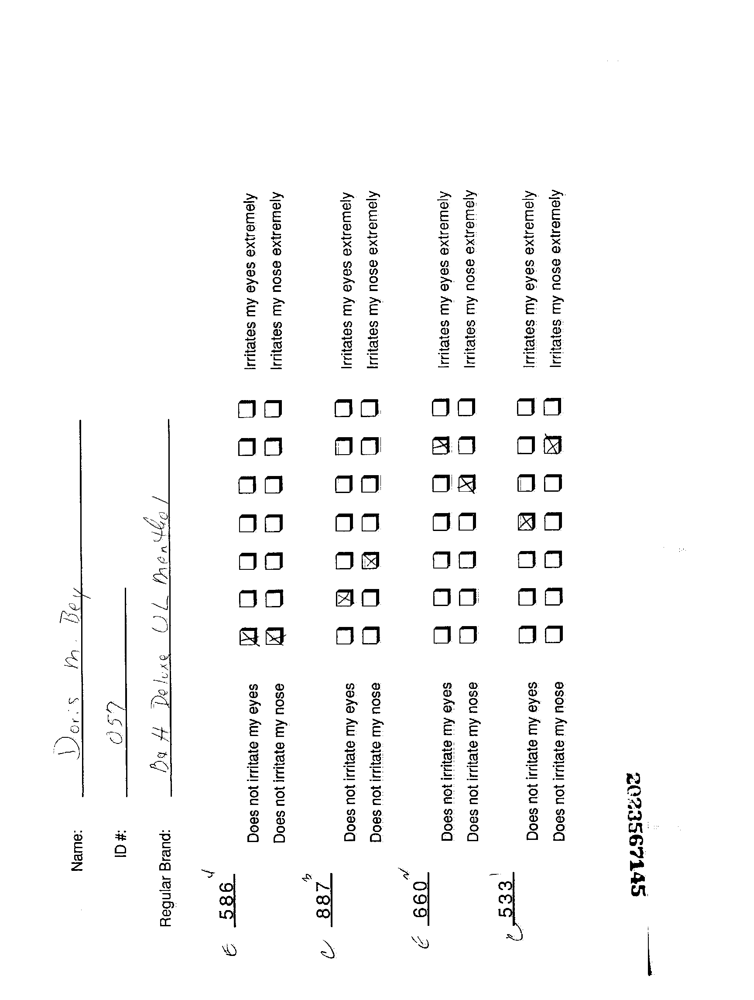 Name: Doris M. Bey
ID #: 057
Regular Brand: B & H Deluxe UL Menthol
E 586 4
Does not irritate my eyes ☒ ☐ ☐ ☐ ☐ ☐ ☐ Irritates my eyes extremely
Does not irritate my nose ☒ ☐ ☐ ☐ ☐ ☐ ☐ Irritates my nose extremely
C 887 3
Does not irritate my eyes ☐ ☒ ☐ ☐ ☐ ☐ ☐ Irritates my eyes extremely
Does not irritate my nose ☐ ☐ ☒ ☐ ☐ ☐ ☐ Irritates my nose extremely
E 660 2
Does not irritate my eyes ☐ ☐ ☐ ☐ ☐ ☒ ☐ Irritates my eyes extremely
Does not irritate my nose ☐ ☐ ☐ ☐ ☒ ☐ ☐ Irritates my nose extremely
C 533 1
Does not irritate my eyes ☐ ☐ ☐ ☒ ☐ ☐ ☐ Irritates my eyes extremely
Does not irritate my nose ☐ ☐ ☐ ☐ ☐ ☒ ☐ Irritates my nose extremely
2023567145